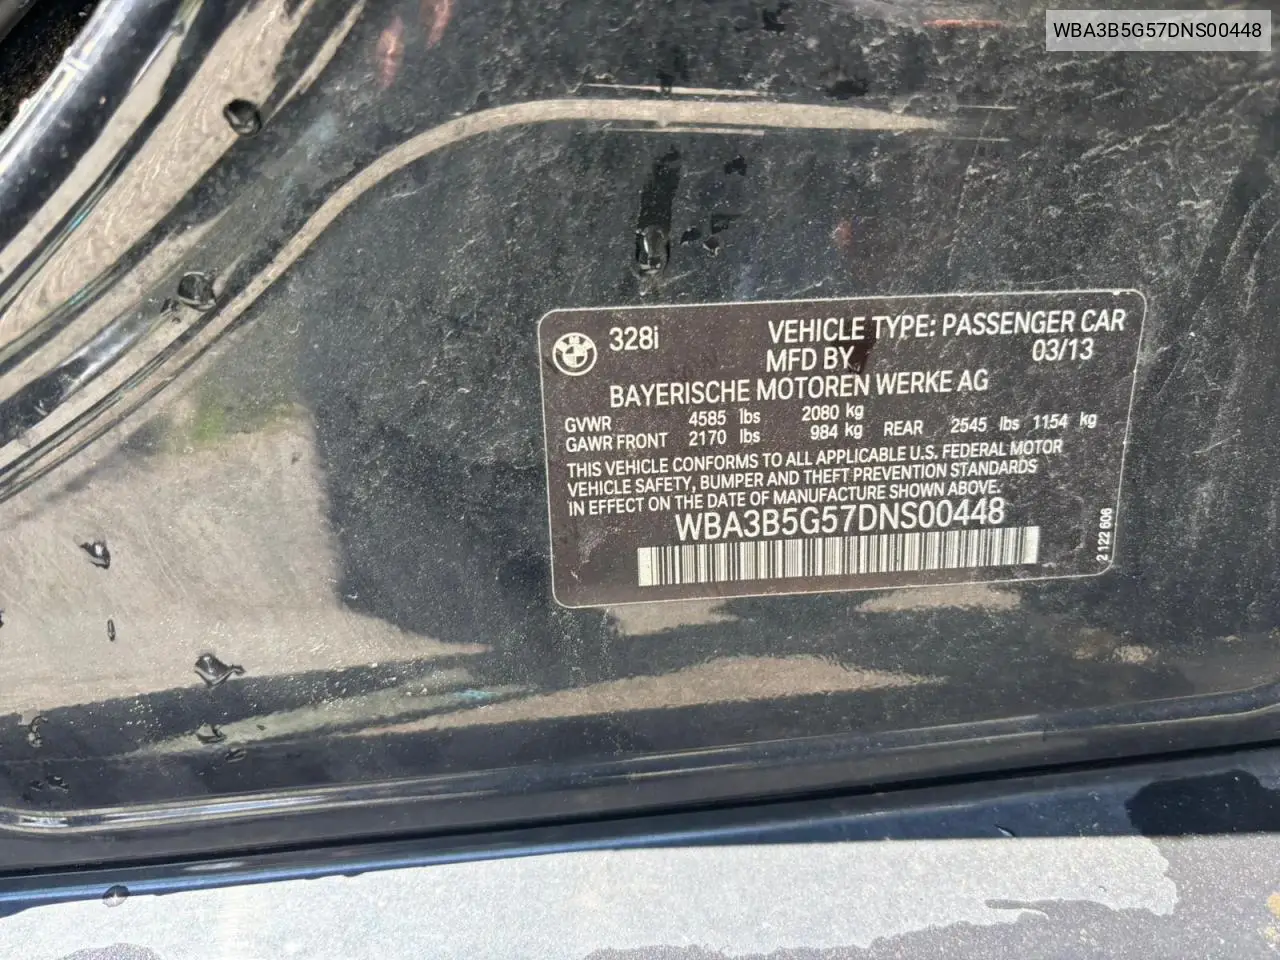 WBA3B5G57DNS00448
328i VEHICLE TYPE: PASSENGER CAR
MFD BY 03/13
BAYERISCHE MOTOREN WERKE AG
GVWR 4585 lbs 2080 kg
GAWR FRONT 2170 lbs 984 kg REAR 2545 lbs 1154 kg
THIS VEHICLE CONFORMS TO ALL APPLICABLE U.S. FEDERAL MOTOR
VEHICLE SAFETY, BUMPER AND THEFT PREVENTION STANDARDS
IN EFFECT ON THE DATE OF MANUFACTURE SHOWN ABOVE.
WBA3B5G57DNS00448
2 122 606